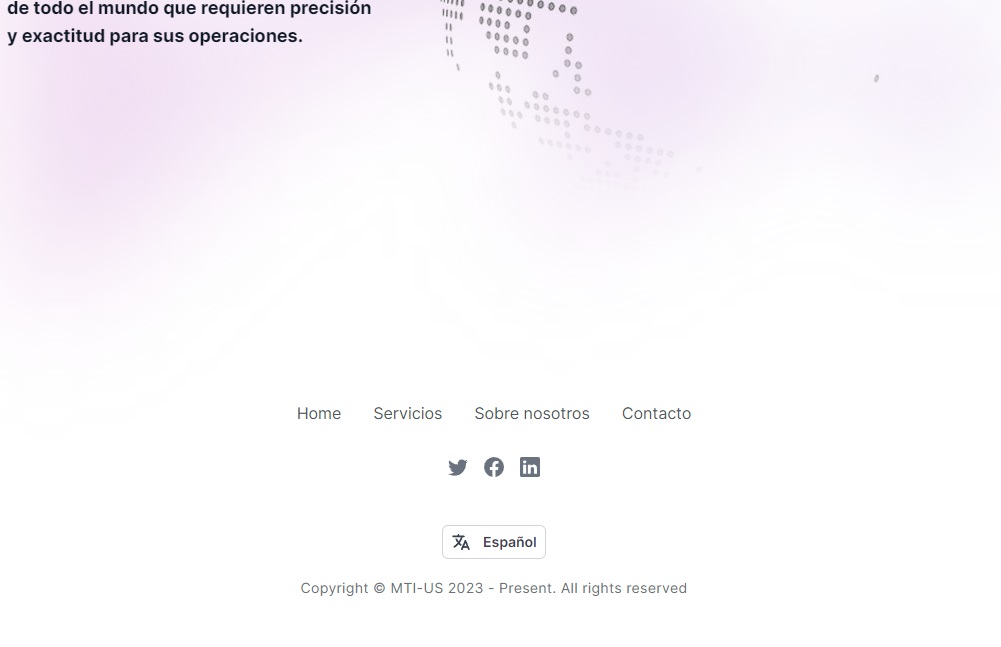 de todo el mundo que requieren precisión
y exactitud para sus operaciones.
Home Servicios Sobre nosotros Contacto
Español
Copyright © MTI-US 2023 - Present. All rights reserved